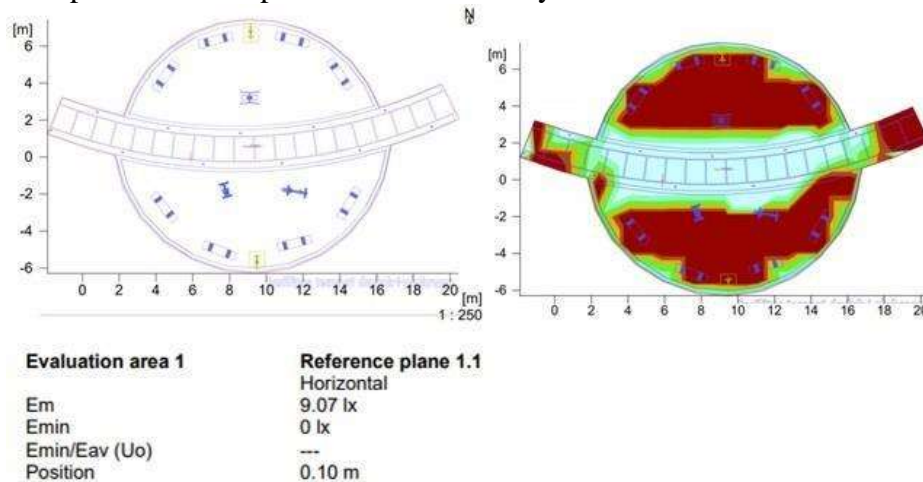 N
[m]
6
4
2
0
-2
-4
-6
0 2 4 6 8 10 12 14 16 18 20
[m]
1 : 250
[m]
6
4
2
0
-2
-4
-6
0 2 4 6 8 10 12 14 16 18 20
Evaluation area 1 Reference plane 1.1
Horizontal
Em 9.07 lx
Emin 0 lx
Emin/Eav (Uo) ---
Position 0.10 m